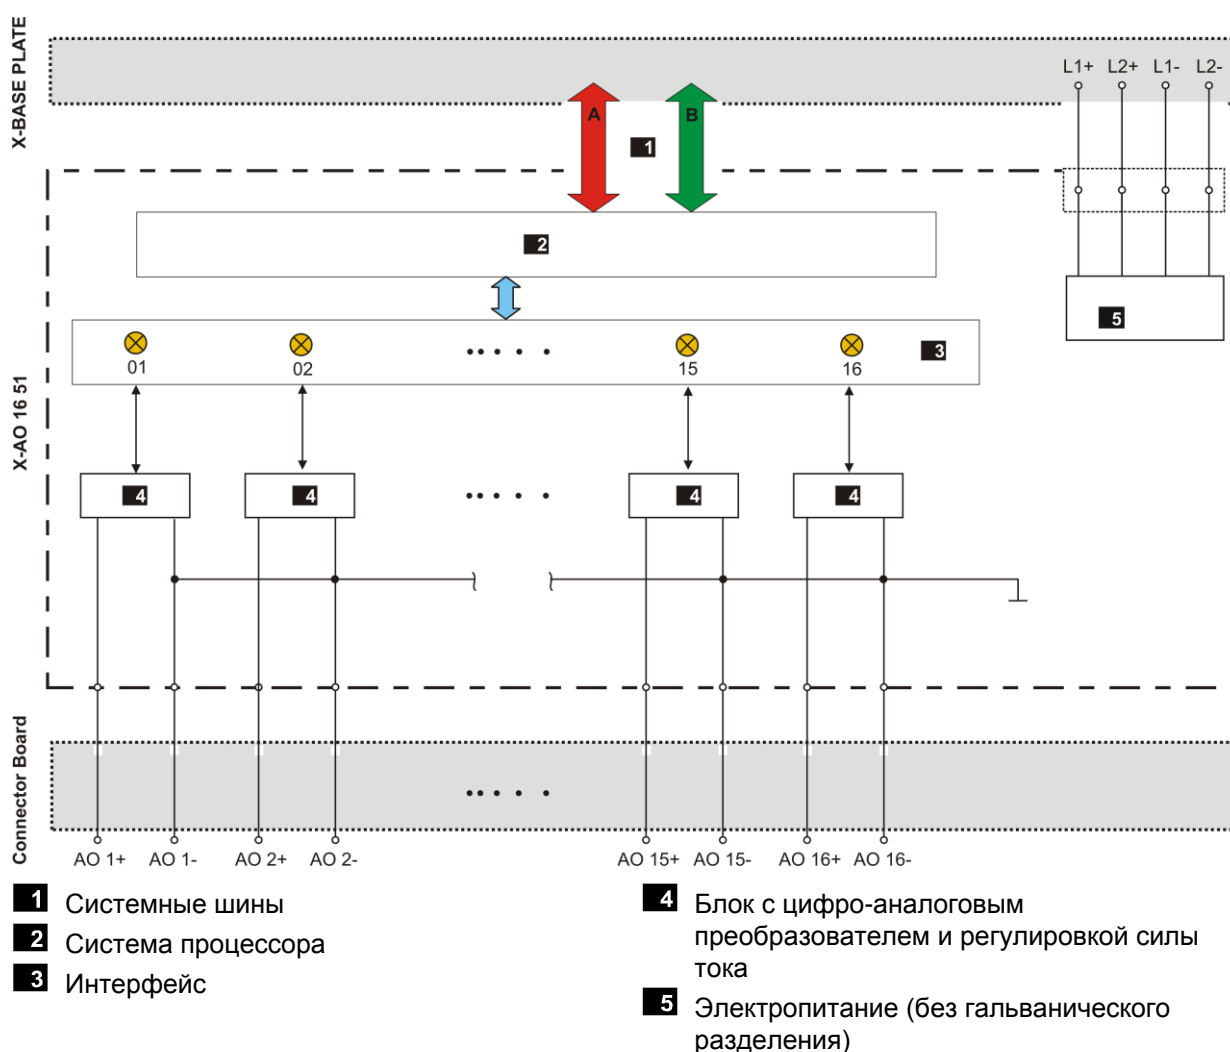 X-BASE PLATE
L1+ L2+ L1- L2-
A
B
1
2
5
X-AO 16 51
01
02
15
16
3
4
4
4
4
Connector Board
AO 1+ AO 1- AO 2+ AO 2- AO 15+ AO 15- AO 16+ AO 16-
1 Системные шины
2 Система процессора
3 Интерфейс
4 Блок с цифро-аналоговым
преобразователем и регулировкой силы
тока
5 Электропитание (без гальванического
разделения)